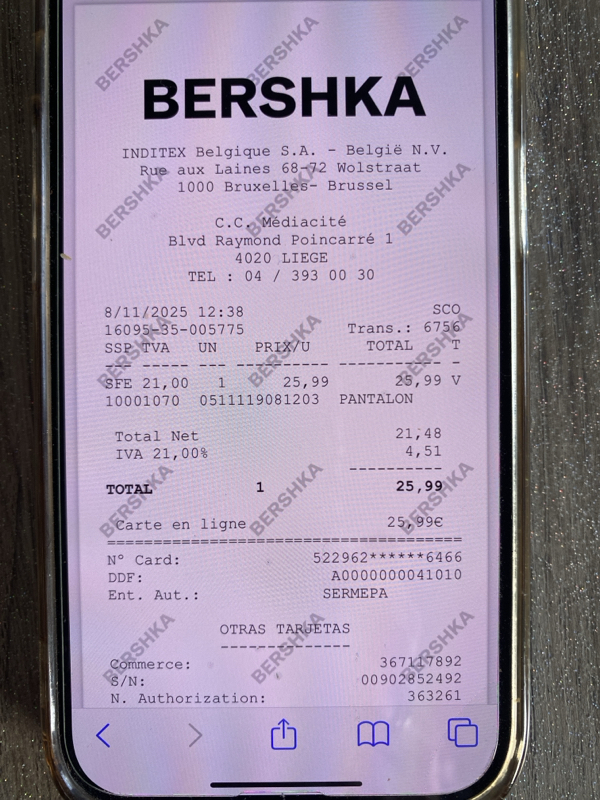 BERSHKA
INDITEX Belgique S.A. - België N.V.
Rue aux Laines 68-72 Wolstraat
1000 Bruxelles- Brussel
C.C. Médiacité
Blvd Raymond Poincarré 1
4020 LIEGE
TEL : 04 / 393 00 30
8/11/2025 12:38 SCO
16095-35-005775 Trans.: 6756
SSP TVA UN PRIX/U TOTAL T
--- ----- --- ---------- ------------ -
SFE 21,00 1 25,99 25,99 V
10001070 0511119081203 PANTALON
Total Net 21,48
IVA 21,00% 4,51
----------
TOTAL 1 25,99
Carte en ligne 25,99€
==========================================
N° Card: 522962******6466
DDF: A0000000041010
Ent. Aut.: SERMEPA
OTRAS TARJETAS
--------------
Commerce: 367117892
S/N: 00902852492
N. Authorization: 363261